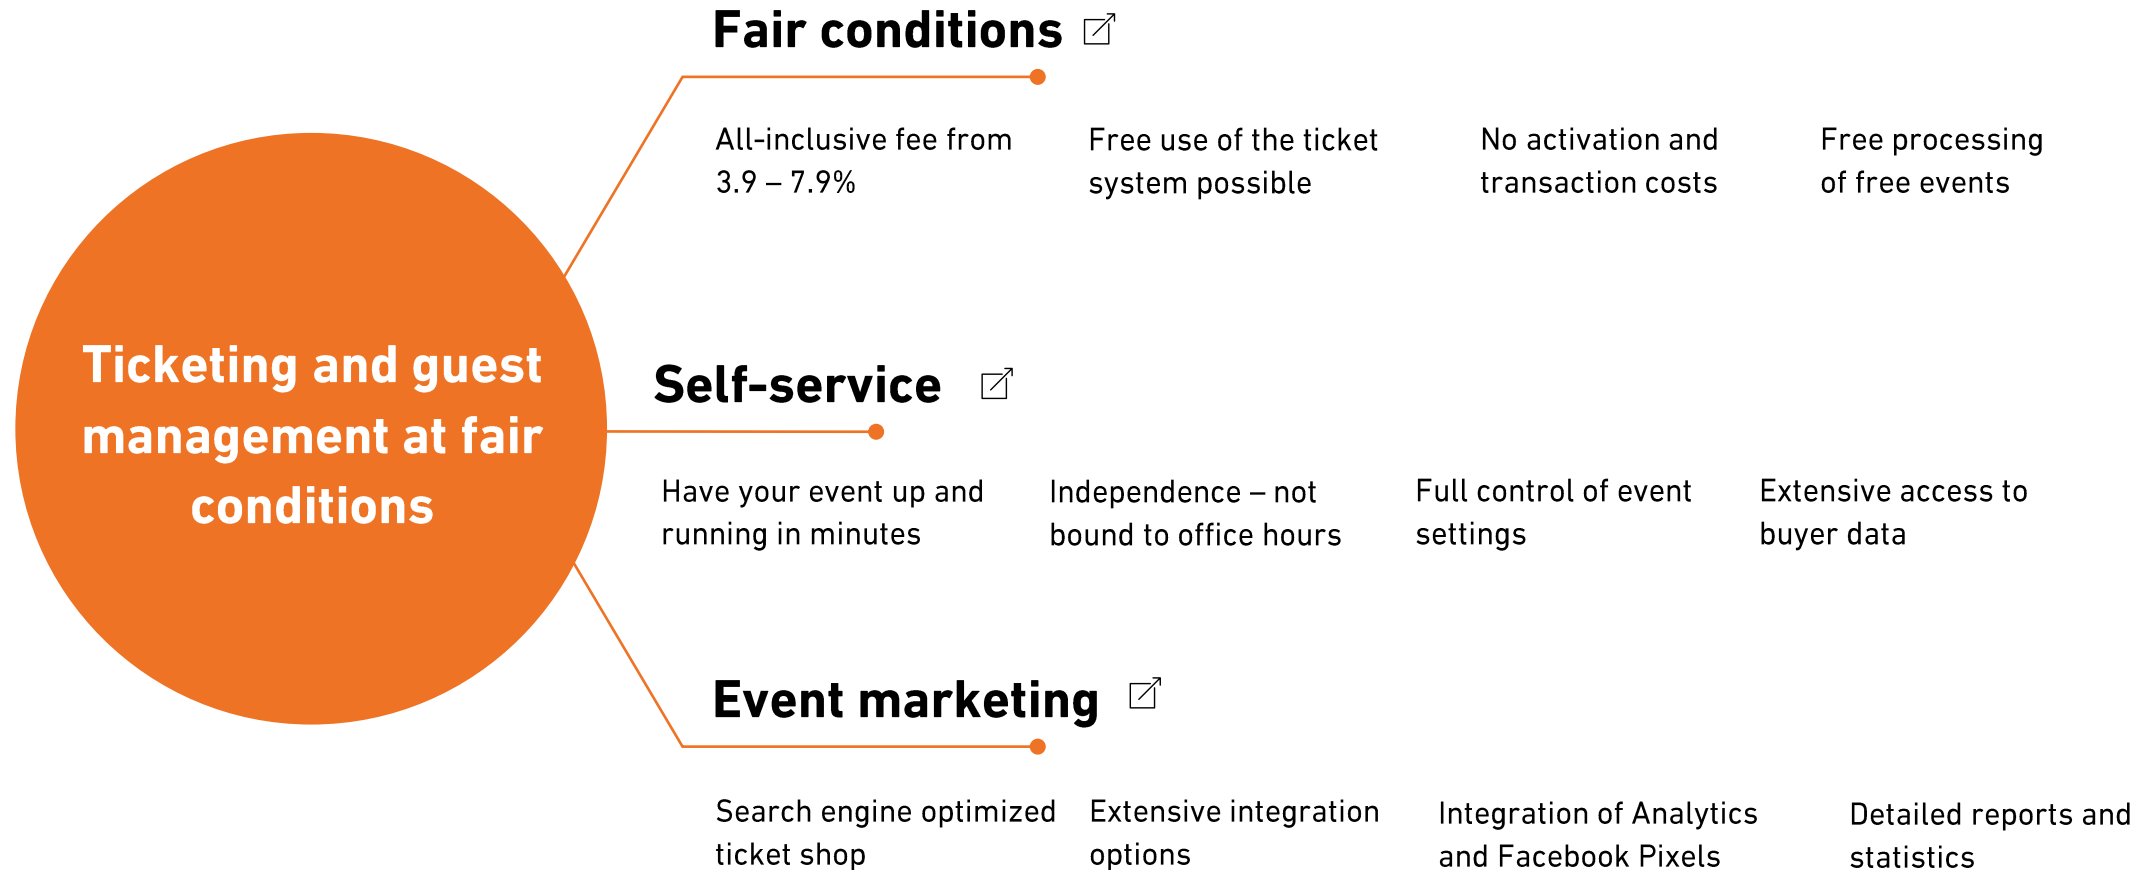 Fair conditions
All-inclusive fee from
3.9 – 7.9%
Free use of the ticket
system possible
No activation and
transaction costs
Free processing
of free events
Ticketing and guest
management at fair
conditions
Self-service
Have your event up and
running in minutes
Independence – not
bound to office hours
Full control of event
settings
Extensive access to
buyer data
Event marketing
Search engine optimized
ticket shop
Extensive integration
options
Integration of Analytics
and Facebook Pixels
Detailed reports and
statistics